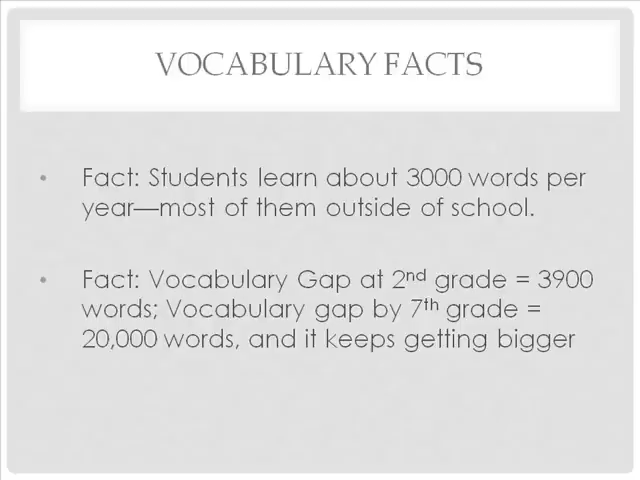 VOCABULARY FACTS
• Fact: Students learn about 3000 words per
year—most of them outside of school.
• Fact: Vocabulary Gap at 2nd grade = 3900
words; Vocabulary gap by 7th grade =
20,000 words, and it keeps getting bigger